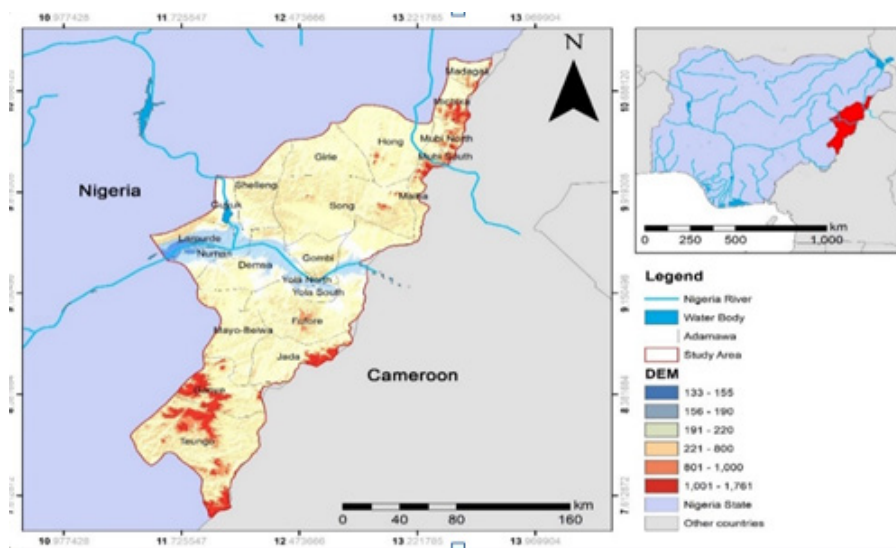 10.977428 11.725547 12.473666 13.221785 13.969904
N
Madagali
Michika
Mubi North
Mubi South
Hong
Girie
Maiha
Shelleng
Song
Guyuk
Nigeria
Lamurde
Numan
Demsa
Gombi
Yola North
Yola South
Fufore
Mayo-Belwa
Jada
Cameroon
Ganye
Teungo
km
0 20 40 80 160
10.977428 11.725547 12.473666 13.221785 13.969904
km
0 250 500 1,000
Legend
Nigeria River
Water Body
Adamawa
Study Area
DEM
133 - 155
156 - 190
191 - 220
221 - 800
801 - 1,000
1,001 - 1,761
Nigeria State
Other countries